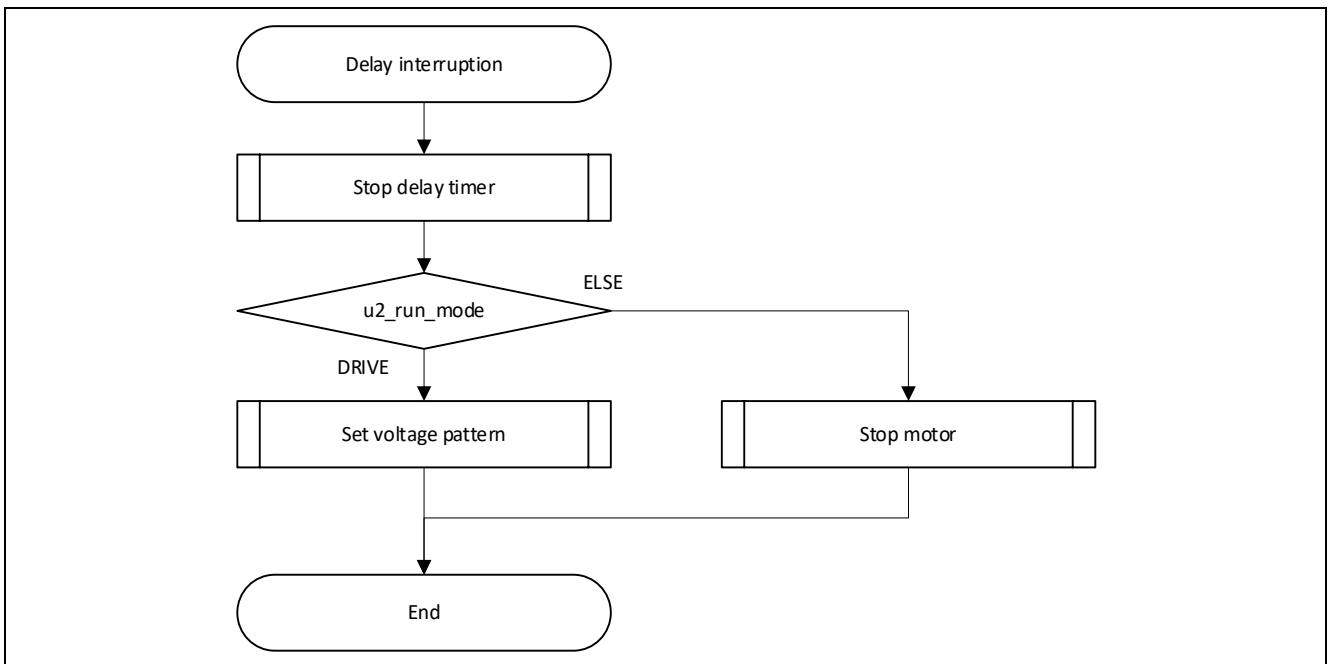 Delay interruption
Stop delay timer
ELSE
u2_run_mode
DRIVE
Set voltage pattern
Stop motor
End